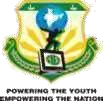 POWERING THE YOUTH
EMPOWERING THE NATION